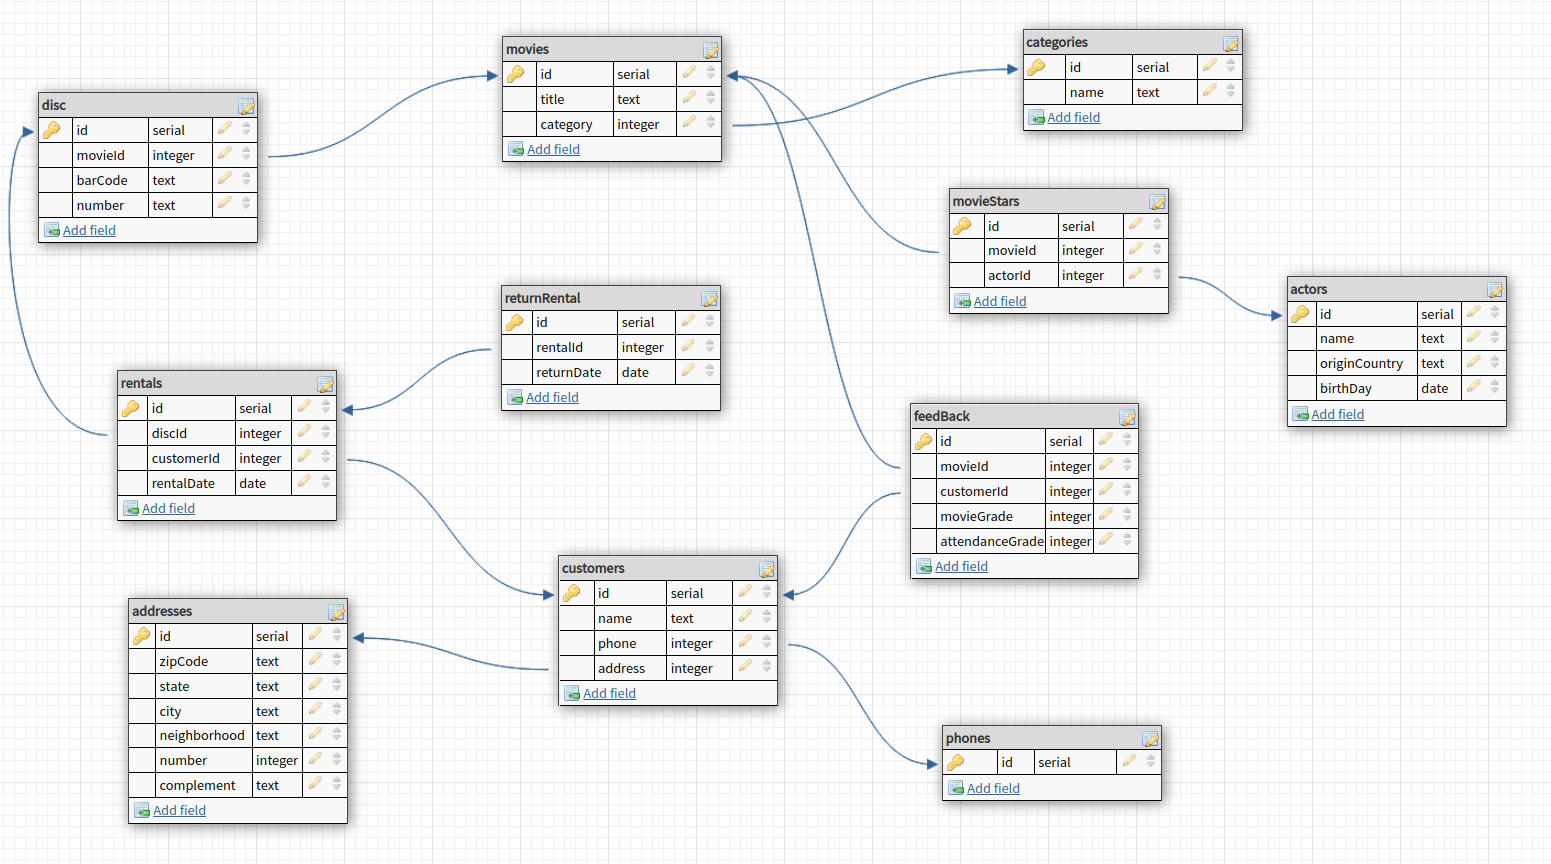 disc
id serial
movieId integer
barCode text
number text
Add field
movies
id serial
title text
category integer
Add field
categories
id serial
name text
Add field
movieStars
id serial
movieId integer
actorId integer
Add field
actors
id serial
name text
originCountry text
birthDay date
Add field
returnRental
id serial
rentalId integer
returnDate date
Add field
rentals
id serial
discId integer
customerId integer
rentalDate date
Add field
feedBack
id serial
movieId integer
customerId integer
movieGrade integer
attendanceGrade integer
Add field
customers
id serial
name text
phone integer
address integer
Add field
addresses
id serial
zipCode text
state text
city text
neighborhood text
number integer
complement text
Add field
phones
id serial
Add field